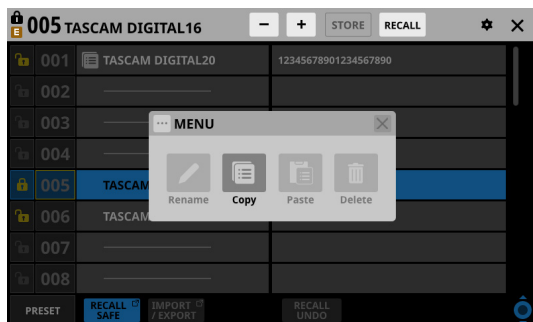 E 005 TASCAM DIGITAL16 − + STORE RECALL
001 TASCAM DIGITAL20 12345678901234567890
002
003
··· MENU
004
005 TASCAM
Rename Copy Paste Delete
006 TASCAM
007
008
PRESET
RECALL SAFE
IMPORT / EXPORT
RECALL UNDO